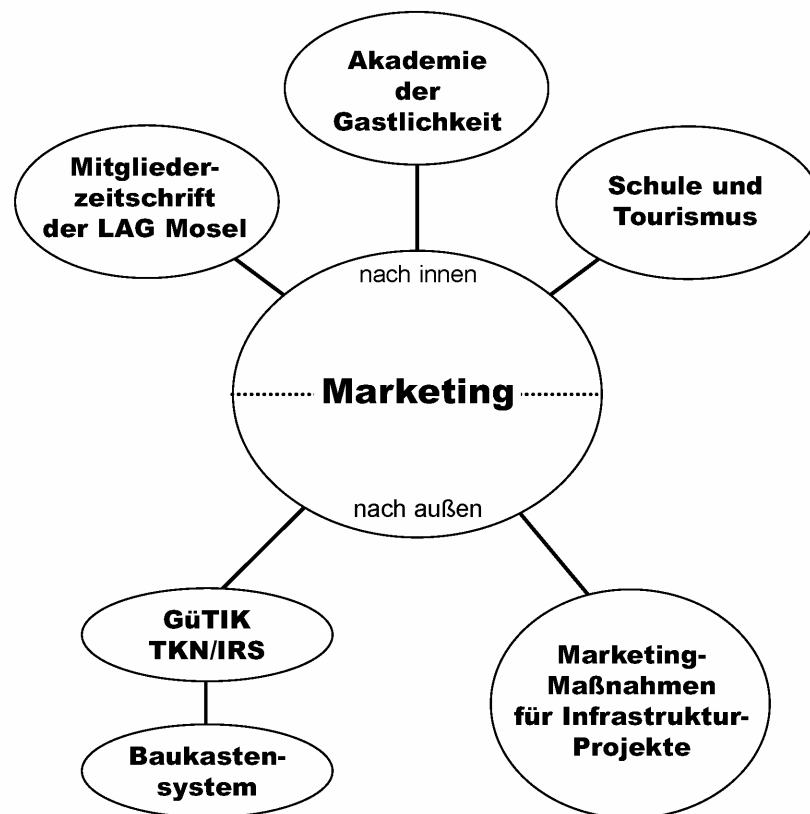 Akademie
der
Gastlichkeit
Mitglieder-
zeitschrift
der LAG Mosel
Schule und
Tourismus
nach innen
Marketing
nach außen
GüTIK
TKN/IRS
Baukasten-
system
Marketing-
Maßnahmen
für Infrastruktur-
Projekte